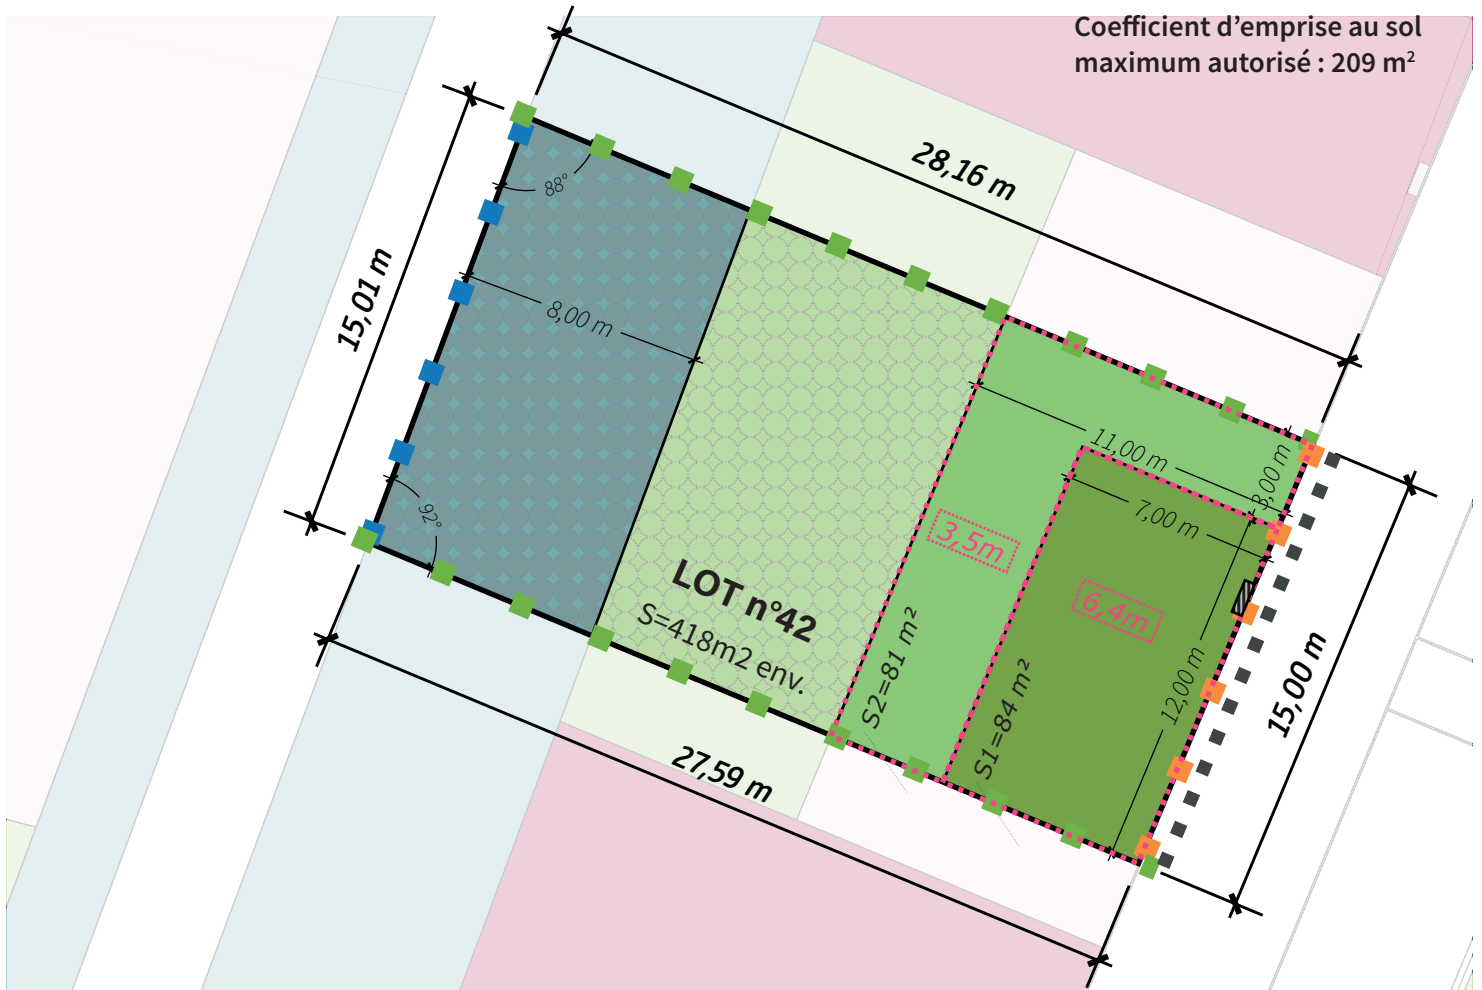 Coefficient d’emprise au sol
maximum autorisé : 209 m²
28,16 m
88°
15,01 m
8,00 m
11,00 m
3,00 m
7,00 m
92°
3,5m
6,4m
LOT n°42
S=418m2 env.
S2=81 m²
S1=84 m²
12,00 m
15,00 m
27,59 m